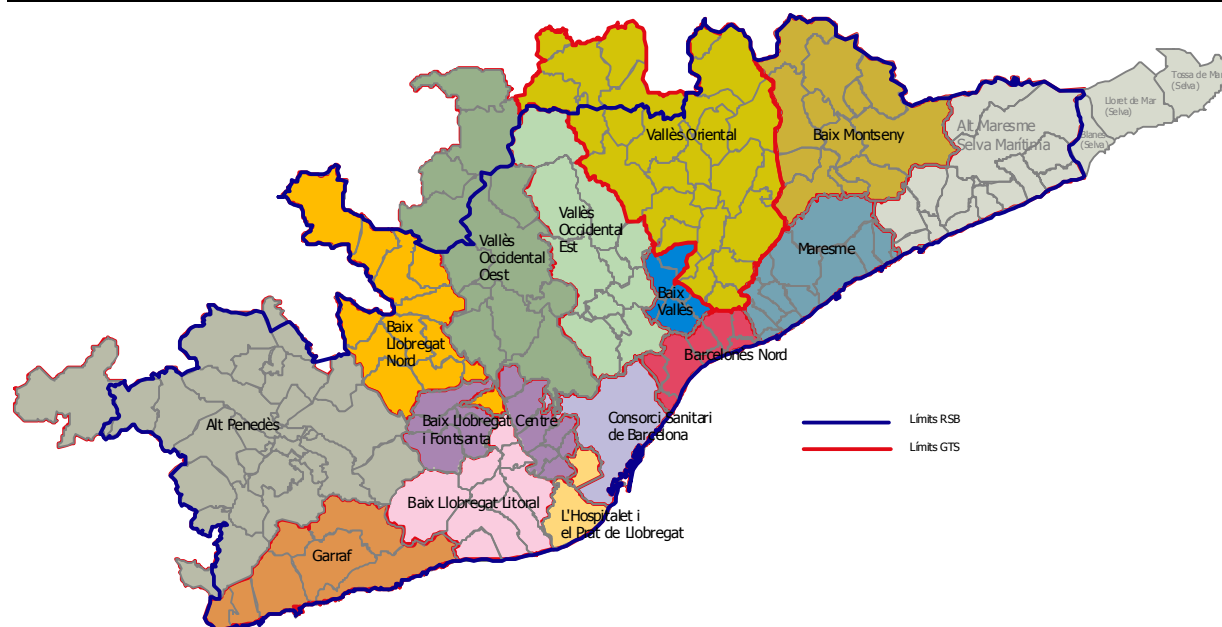 Tossa de Mar
(Selva)
Lloret de Mar
(Selva)
Blanes
(Selva)
Alt Maresme
Selva Marítima
Baix Montseny
Vallès Oriental
Vallès
Occidental
Est
Vallès
Occidental
Oest
Maresme
Baix
Vallès
Baix
Llobregat
Nord
Barcelonès Nord
Alt Penedès
Baix Llobregat Centre
i Fontsanta
Consorci Sanitari
de Barcelona
Límits RSB
Límits GTS
Baix Llobregat Litoral
L'Hospitalet i
el Prat de Llobregat
Garraf